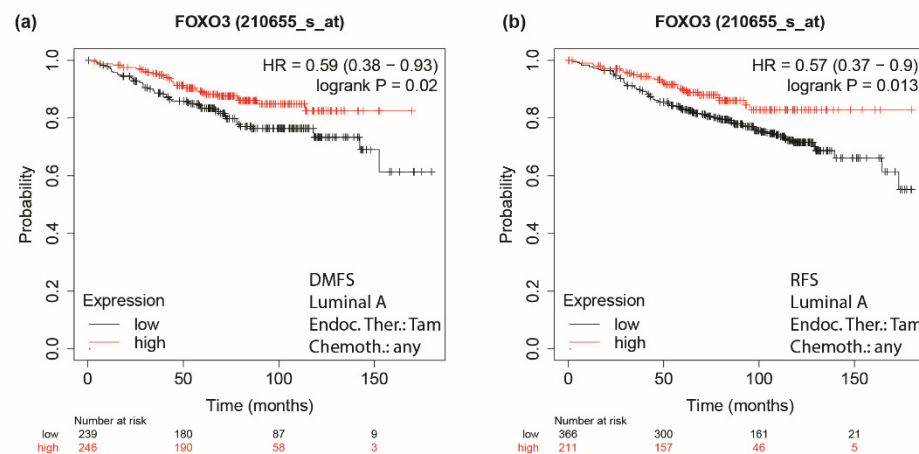 (a)
FOXO3 (210655_s_at)
HR = 0.59 (0.38 − 0.93)
logrank P = 0.02
Probability
1.0
0.8
0.6
0.4
0.2
0.0
Expression
low
high
DMFS
Luminal A
Endoc. Ther.: Tam
Chemoth.: any
0 50 100 150
Time (months)
Number at risk
low 239 180 87 9
high 246 190 58 3
(b)
FOXO3 (210655_s_at)
HR = 0.57 (0.37 − 0.9)
logrank P = 0.013
Probability
1.0
0.8
0.6
0.4
0.2
0.0
Expression
low
high
RFS
Luminal A
Endoc. Ther.: Tam
Chemoth.: any
0 50 100 150
Time (months)
Number at risk
low 366 300 161 21
high 211 157 46 5